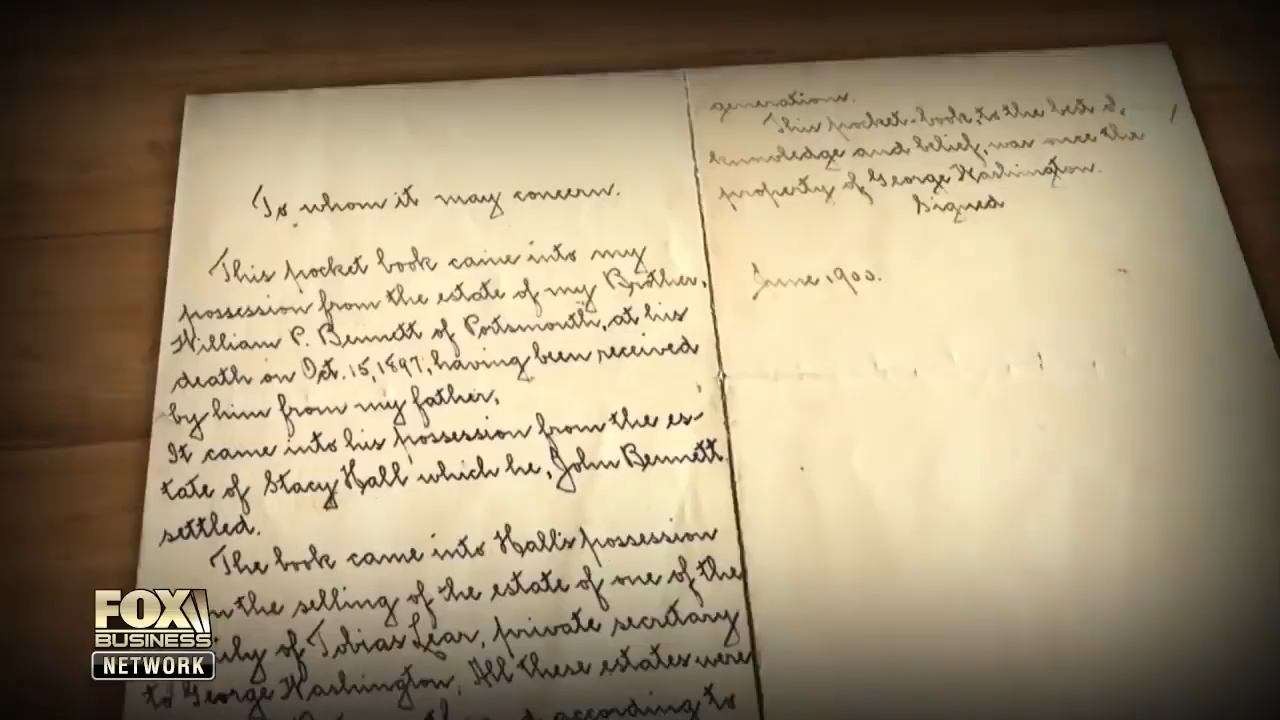 To whom it may concern.
This pocket book came into my
possession from the estate of my Brother,
William P. Bennett of Portsmouth, at his
death on Oct. 15, 1897, having been received
by him from my father,
It came into his possession from the es-
tate of Stacy Hall which he, John Bennett
settled.
The book came into Hall's possession
the selling of the estate of one of the
of Tobias Lear, private secretary
to George Washington. All these estates were
according to
generations.
This pocket-book, to the best of
knowledge and belief, was once the
property of George Washington.
Signed
June 1900.
FOX
BUSINESS
NETWORK